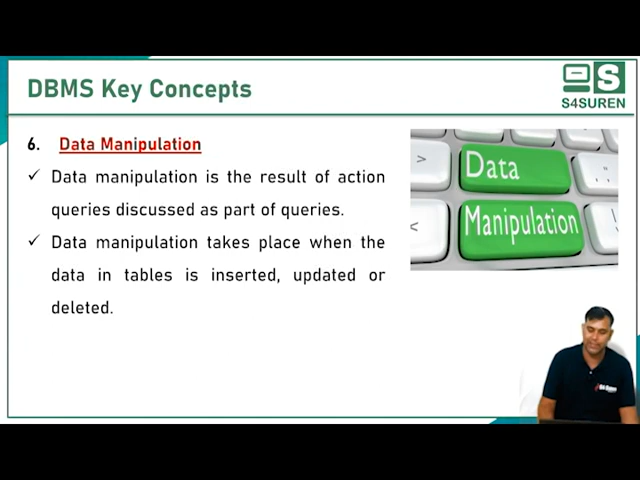 DBMS Key Concepts
S
S4SUREN
6. Data Manipulation
✓ Data manipulation is the result of action
queries discussed as part of queries.
✓ Data manipulation takes place when the
data in tables is inserted, updated or
deleted.
>
Data
<
Manipulation